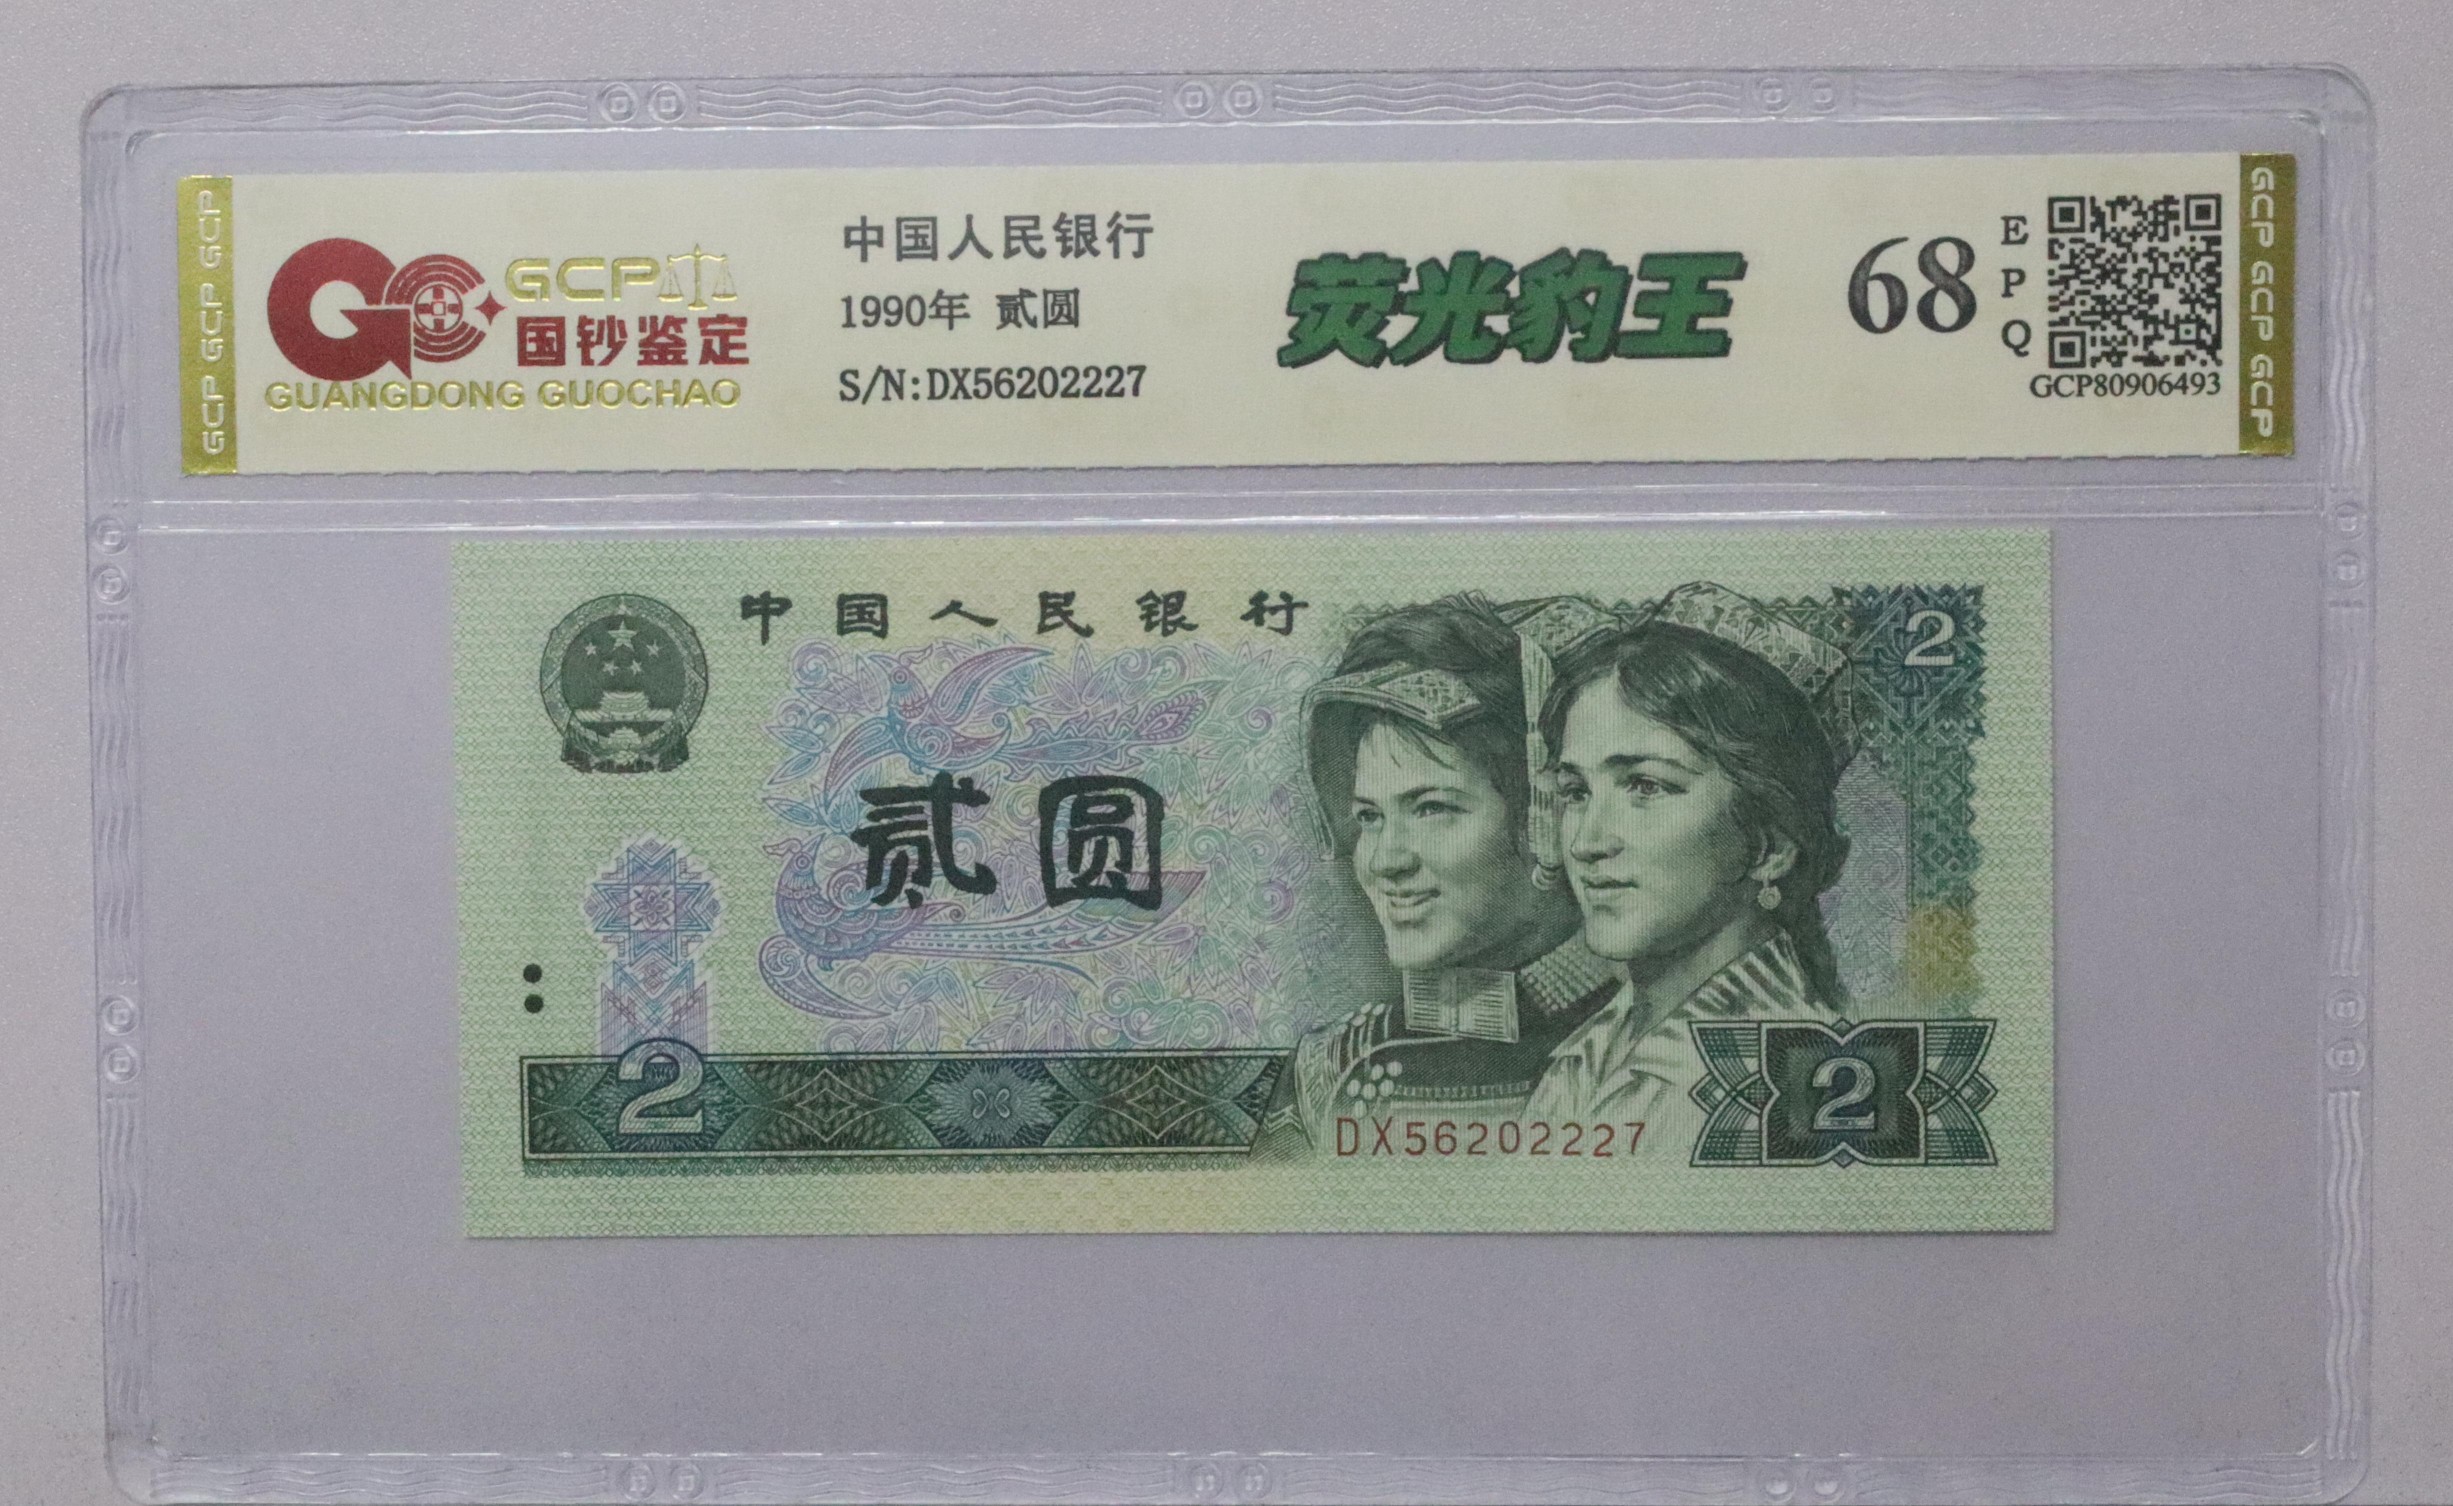 GCP GCP GCP
GCP
国钞鉴定
GUANGDONG GUOCHAO
中国人民银行
1990年 贰圆
S/N:DX56202227
荧光豹王
68
E
P
Q
GCP80906493
GCP GCP GCP
中国人民银行
2
贰圆
2
DX56202227
2